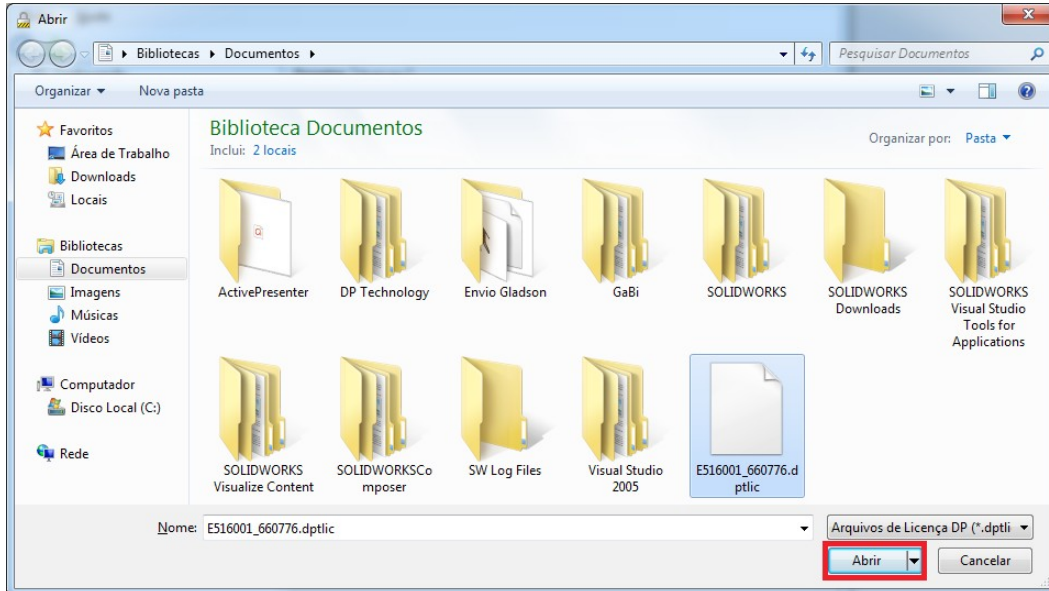 Abrir
Bibliotecas Documentos
Pesquisar Documentos
Organizar
Nova pasta
Favoritos
Área de Trabalho
Downloads
Locais
Bibliotecas
Documentos
Imagens
Músicas
Vídeos
Computador
Disco Local (C:)
Rede
Biblioteca Documentos
Inclui: 2 locais
Organizar por: Pasta
ActivePresenter
DP Technology
Envio Gladson
GaBi
SOLIDWORKS
SOLIDWORKS
Downloads
SOLIDWORKS
Visual Studio
Tools for
Applications
SOLIDWORKS
Visualize Content
SOLIDWORKSCo
mposer
SW Log Files
Visual Studio
2005
E516001_660776.d
ptlic
Nome: E516001_660776.dptlic
Arquivos de Licença DP (*.dptli
Abrir
Cancelar